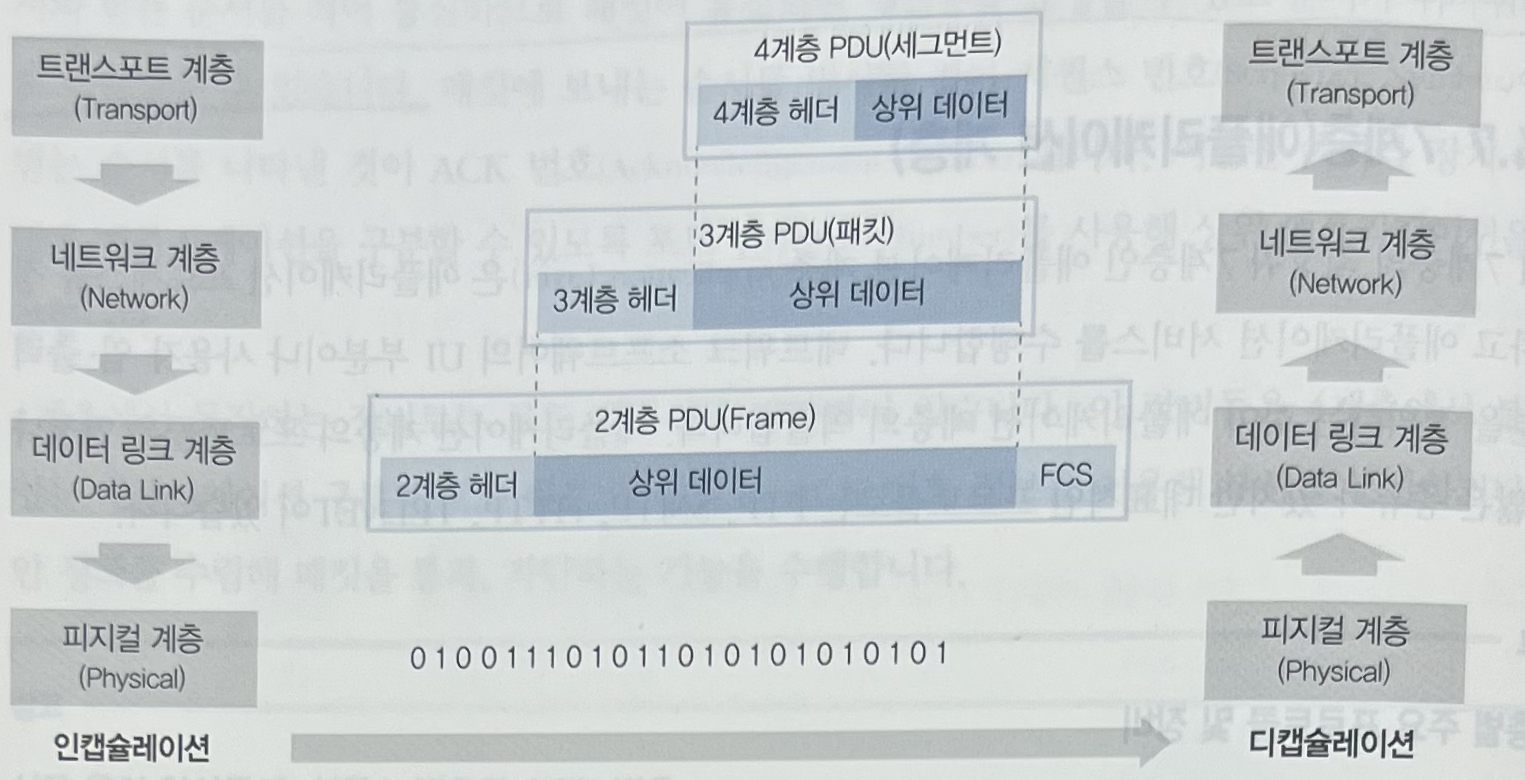 트랜스포트 계층
(Transport)
네트워크 계층
(Network)
데이터 링크 계층
(Data Link)
피지컬 계층
(Physical)
인캡슐레이션
4계층 PDU(세그먼트)
4계층 헤더
상위 데이터
3계층 PDU(패킷)
3계층 헤더
상위 데이터
2계층 PDU(Frame)
2계층 헤더
상위 데이터
FCS
트랜스포트 계층
(Transport)
네트워크 계층
(Network)
데이터 링크 계층
(Data Link)
피지컬 계층
(Physical)
디캡슐레이션